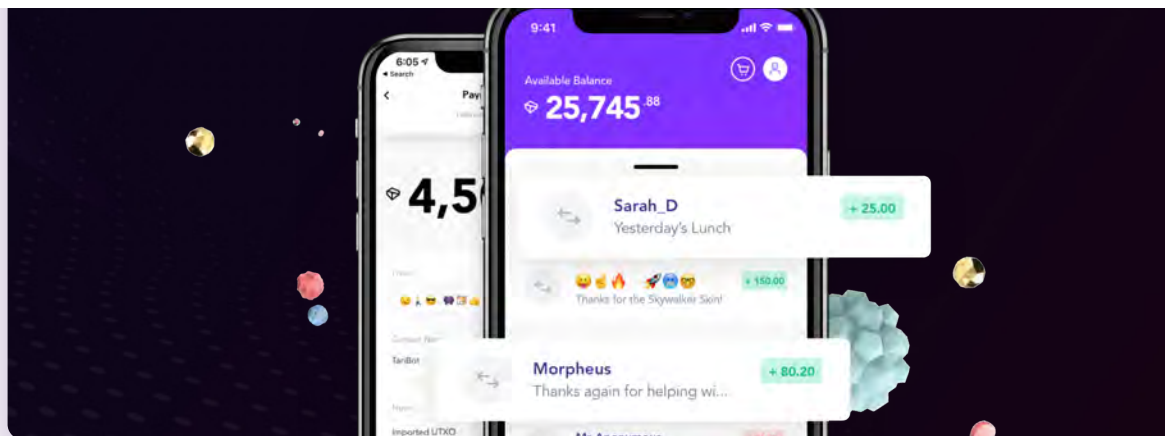 6:05
Search
Pay
4,5
TariBot
Imported UTXO
9:41
Available Balance
25,745.88
Sarah_D
+ 25.00
Yesterday's Lunch
+ 150.00
Thanks for the Skywalker Skin!
Morpheus
+ 80.20
Thanks again for helping wi...